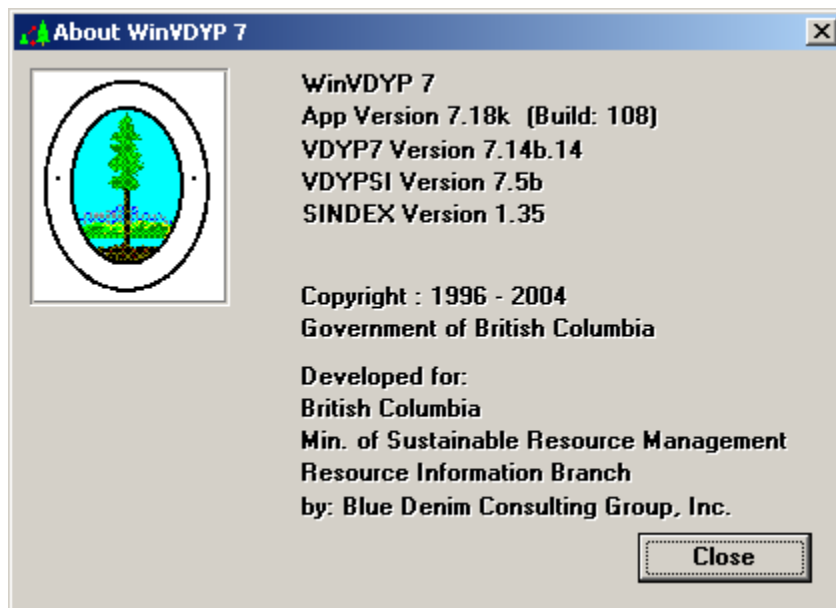 About WinVDYP 7
WinVDYP 7
App Version 7.18k (Build: 108)
VDYP7 Version 7.14b.14
VDYPSI Version 7.5b
SINDEX Version 1.35
Copyright : 1996 - 2004
Government of British Columbia
Developed for:
British Columbia
Min. of Sustainable Resource Management
Resource Information Branch
by: Blue Denim Consulting Group, Inc.
Close